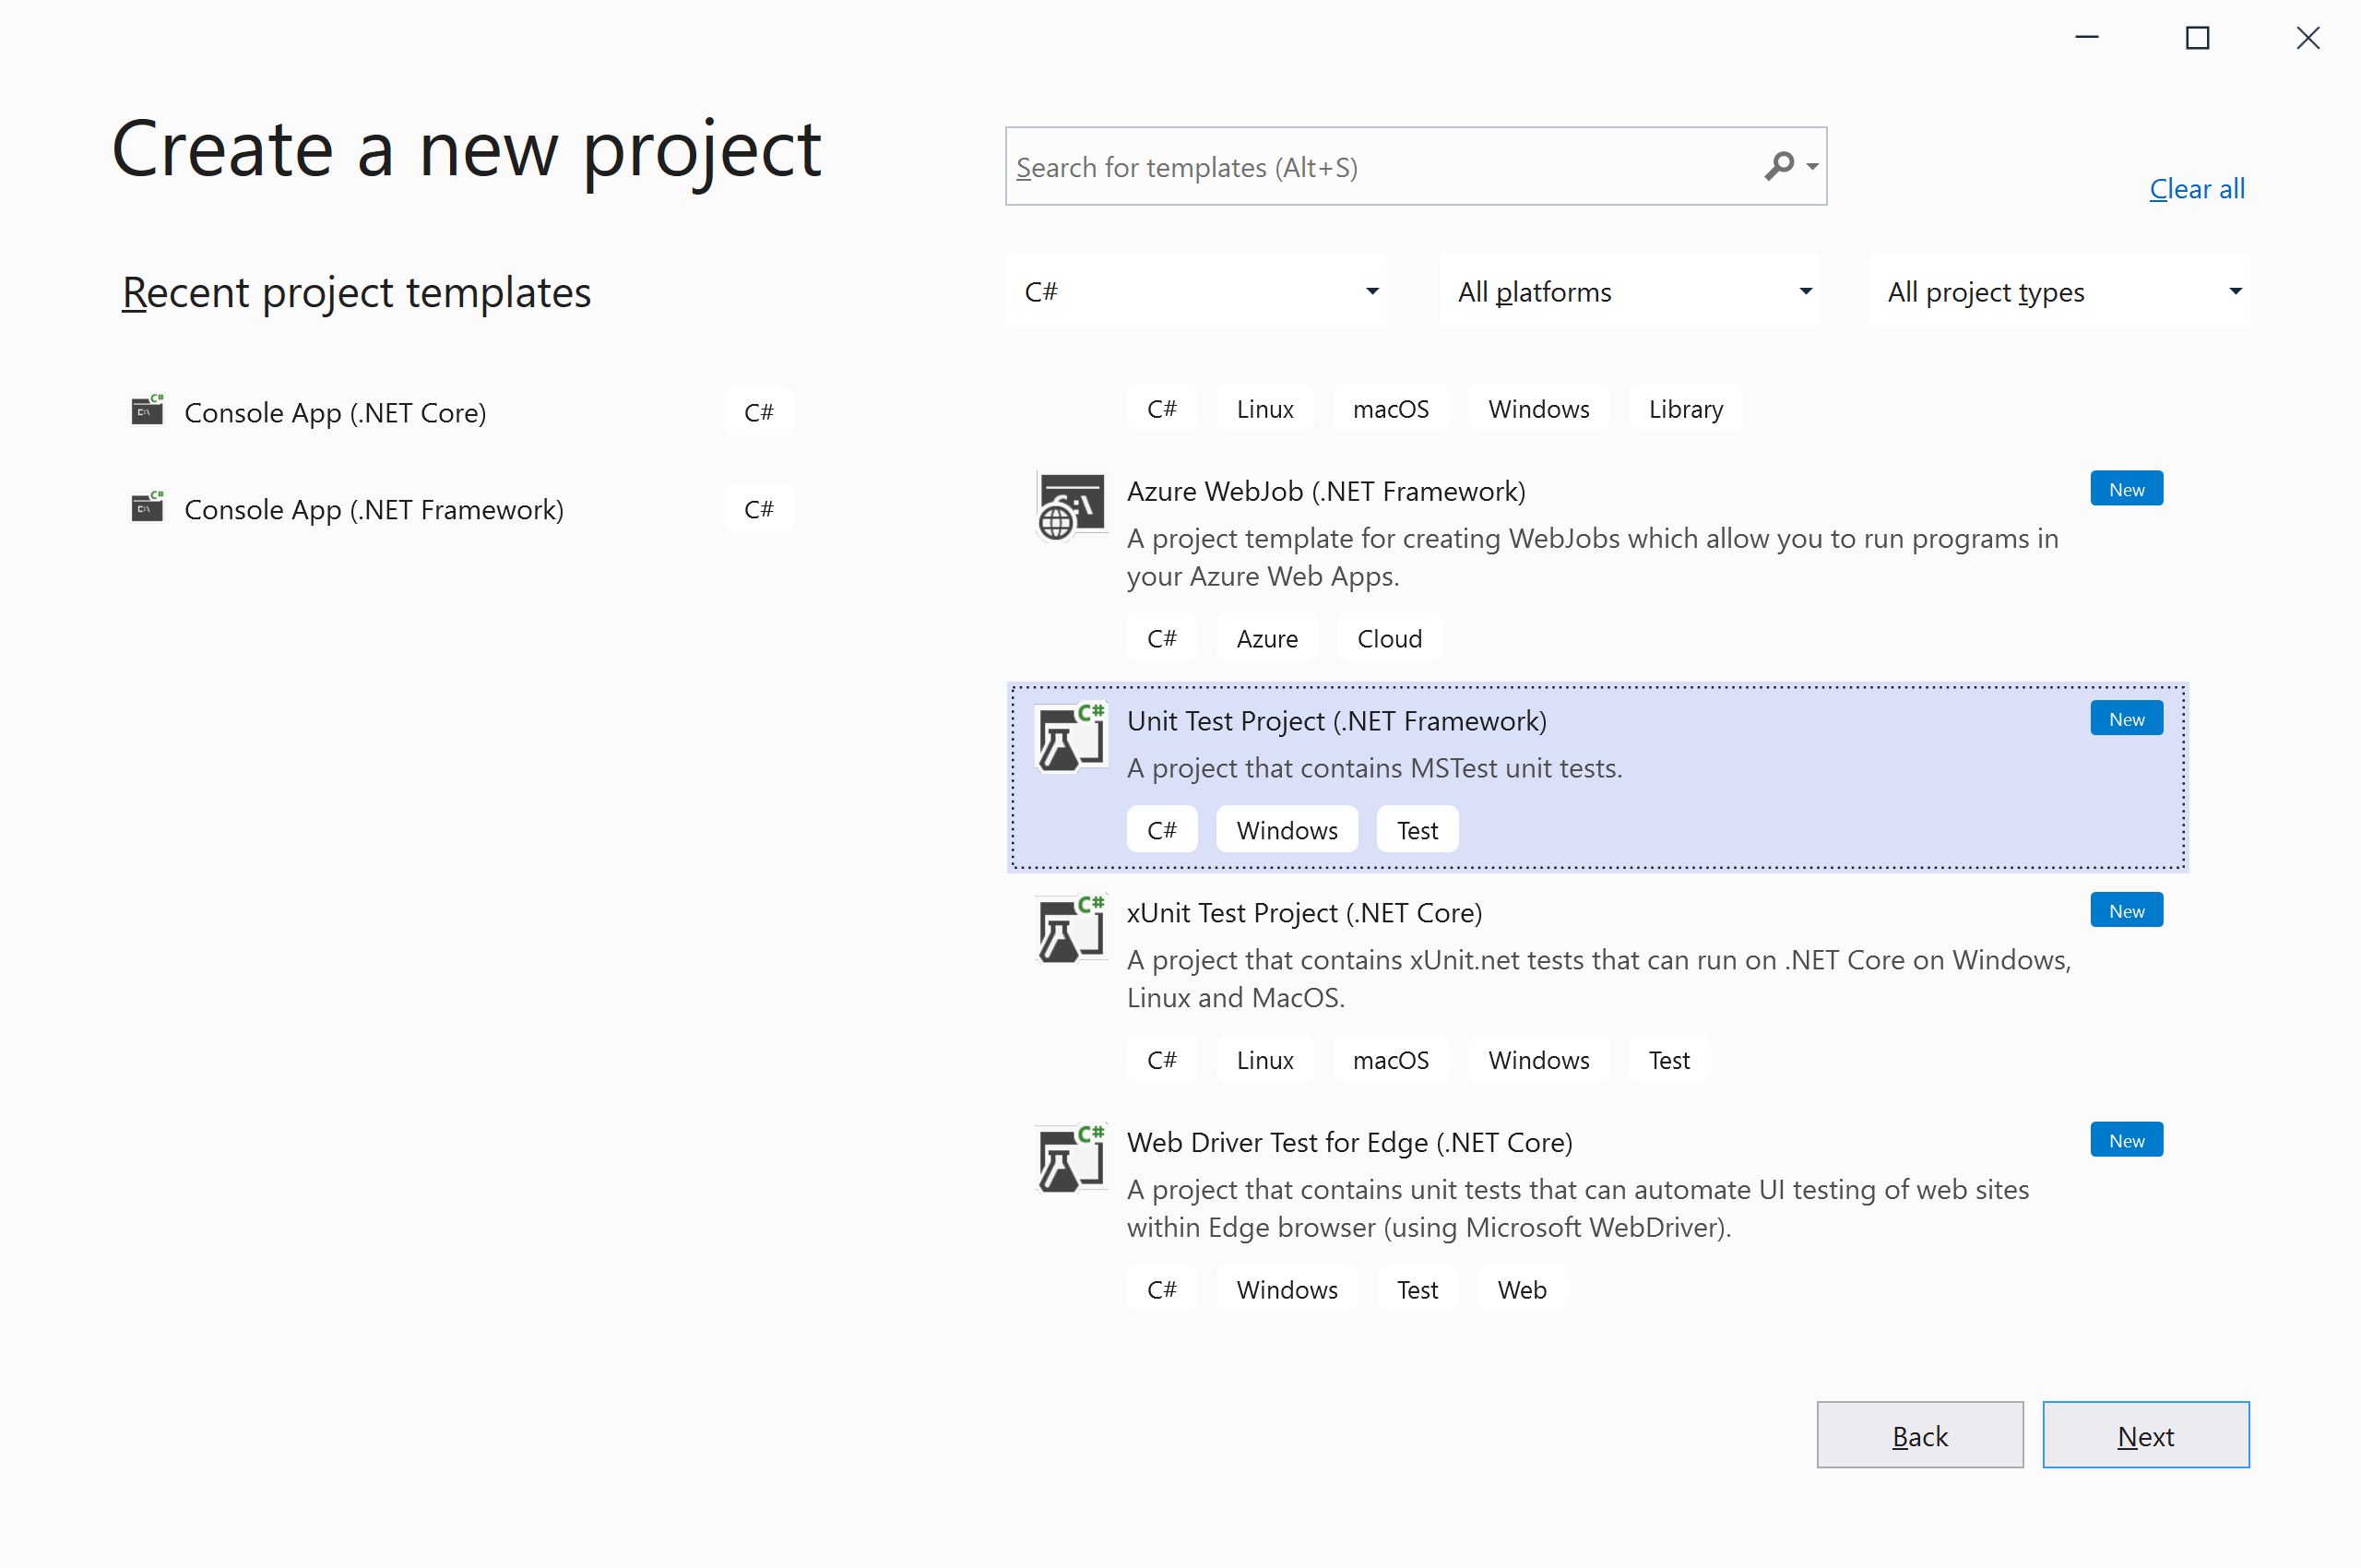 Create a new project
Search for templates (Alt+S)
Clear all
Recent project templates
C#
All platforms
All project types
Console App (.NET Core)
C#
Console App (.NET Framework)
C#
C# Linux macOS Windows Library
Azure WebJob (.NET Framework)
New
A project template for creating WebJobs which allow you to run programs in
your Azure Web Apps.
C# Azure Cloud
Unit Test Project (.NET Framework)
New
A project that contains MSTest unit tests.
C# Windows Test
xUnit Test Project (.NET Core)
New
A project that contains xUnit.net tests that can run on .NET Core on Windows,
Linux and MacOS.
C# Linux macOS Windows Test
Web Driver Test for Edge (.NET Core)
New
A project that contains unit tests that can automate UI testing of web sites
within Edge browser (using Microsoft WebDriver).
C# Windows Test Web
Back
Next